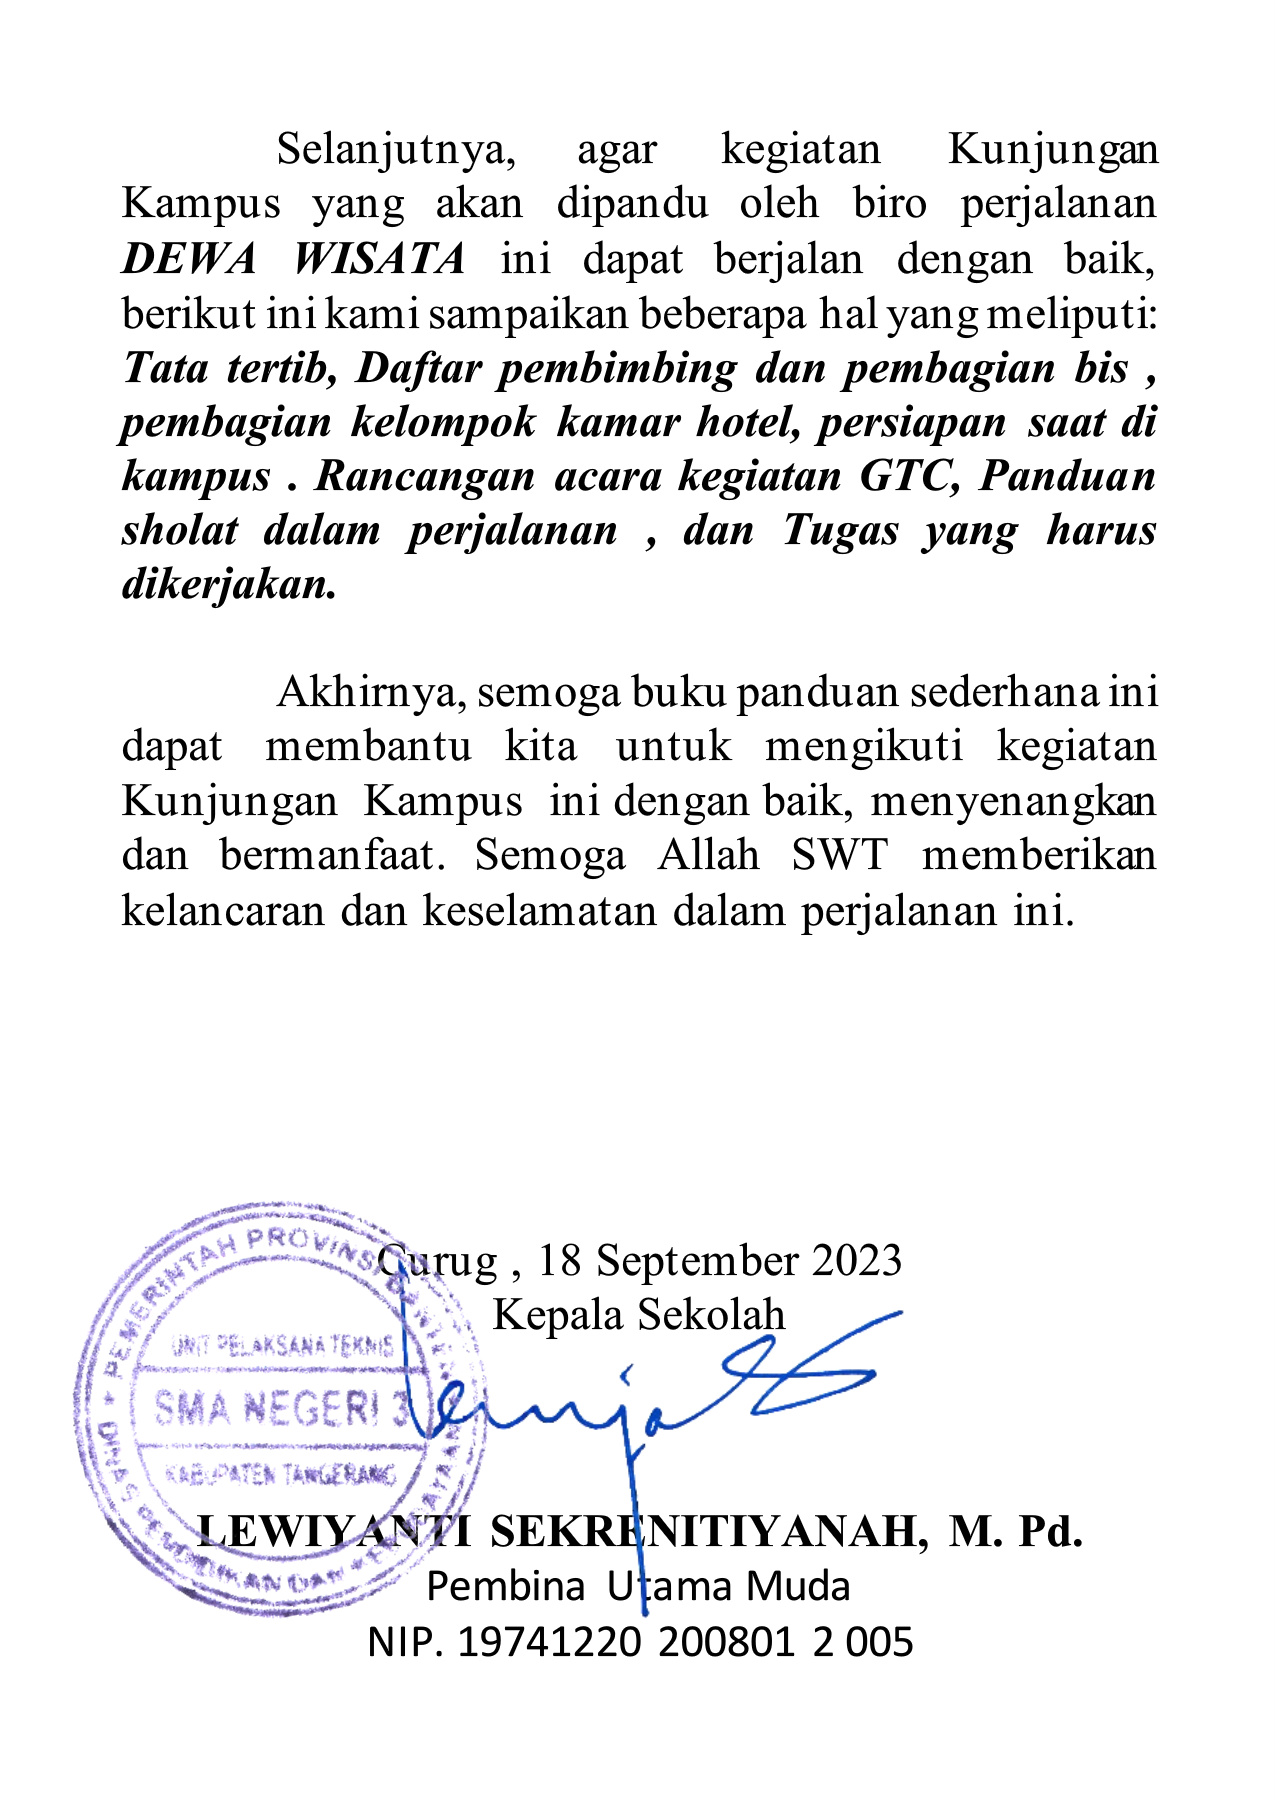 Selanjutnya, agar kegiatan Kunjungan
Kampus yang akan dipandu oleh biro perjalanan
DEWA WISATA ini dapat berjalan dengan baik,
berikut ini kami sampaikan beberapa hal yang meliputi:
Tata tertib, Daftar pembimbing dan pembagian bis ,
pembagian kelompok kamar hotel, persiapan saat di
kampus . Rancangan acara kegiatan GTC, Panduan
sholat dalam perjalanan , dan Tugas yang harus
dikerjakan.
Akhirnya, semoga buku panduan sederhana ini
dapat membantu kita untuk mengikuti kegiatan
Kunjungan Kampus ini dengan baik, menyenangkan
dan bermanfaat. Semoga Allah SWT memberikan
kelancaran dan keselamatan dalam perjalanan ini.
Curug , 18 September 2023
Kepala Sekolah
PEMERINTAH PROVINSI BANTEN
UNIT PELAKSANA TEKNIS
SMA NEGERI 3
KABUPATEN TANGERANG
DINAS PENDIDIKAN DAN KEBUDAYAAN
LEWIYANTI SEKRENITIYANAH, M. Pd.
Pembina Utama Muda
NIP. 19741220 200801 2 005